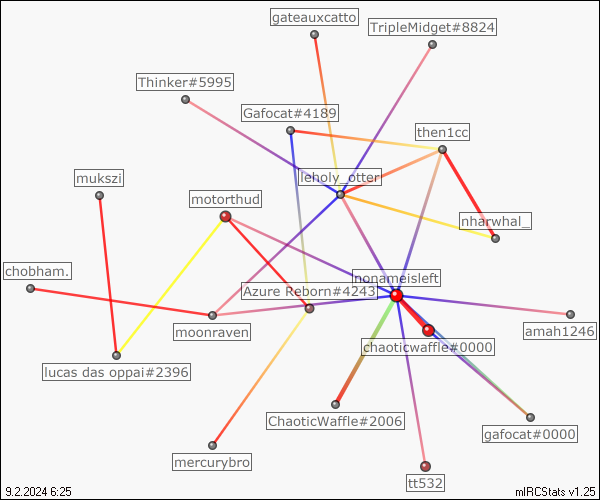 gateauxcatto
TripleMidget#8824
Thinker#5995
Gafocat#4189
then1cc
leholy_otter
mukszi
motorthud
nharwhal_
chobham.
nonameisleft
Azure Reborn#4243
moonraven
amah1246
chaoticwaffle#0000
lucas das oppai#2396
ChaoticWaffle#2006
gafocat#0000
mercurybro
tt532
9.2.2024 6:25
mIRCStats v1.25